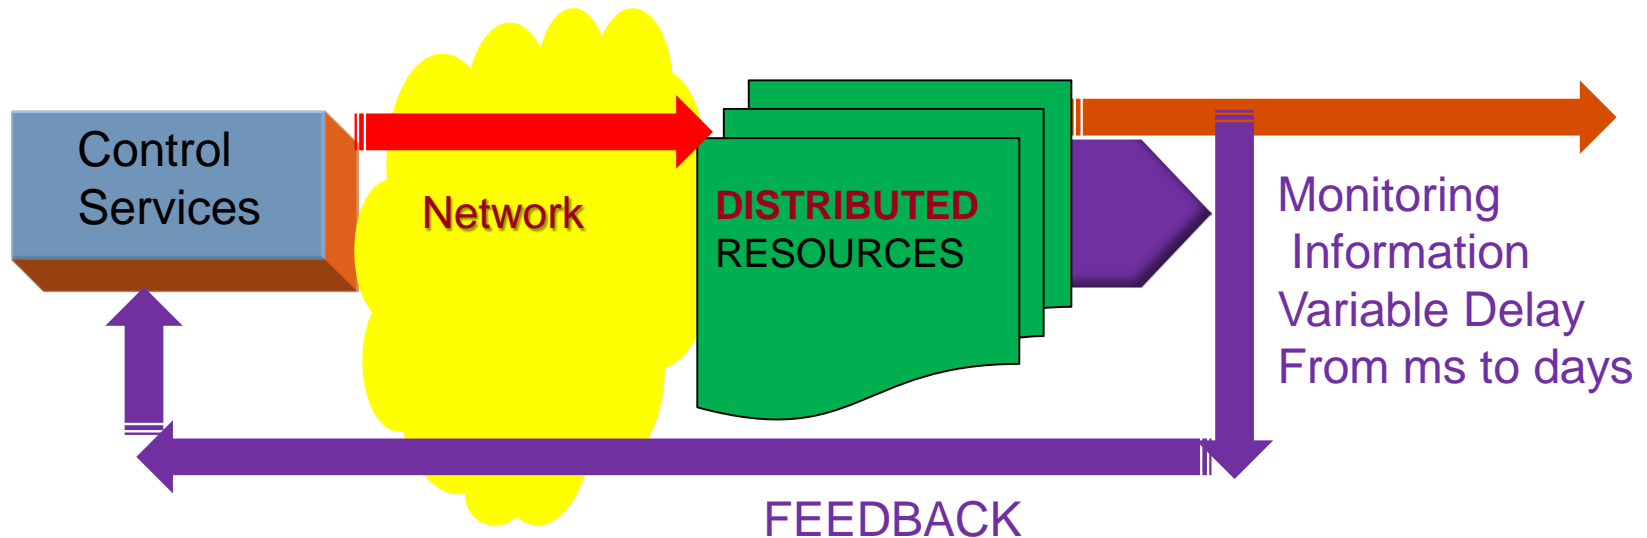 Control
Services
Network
DISTRIBUTED
RESOURCES
Monitoring
Information
Variable Delay
From ms to days
FEEDBACK